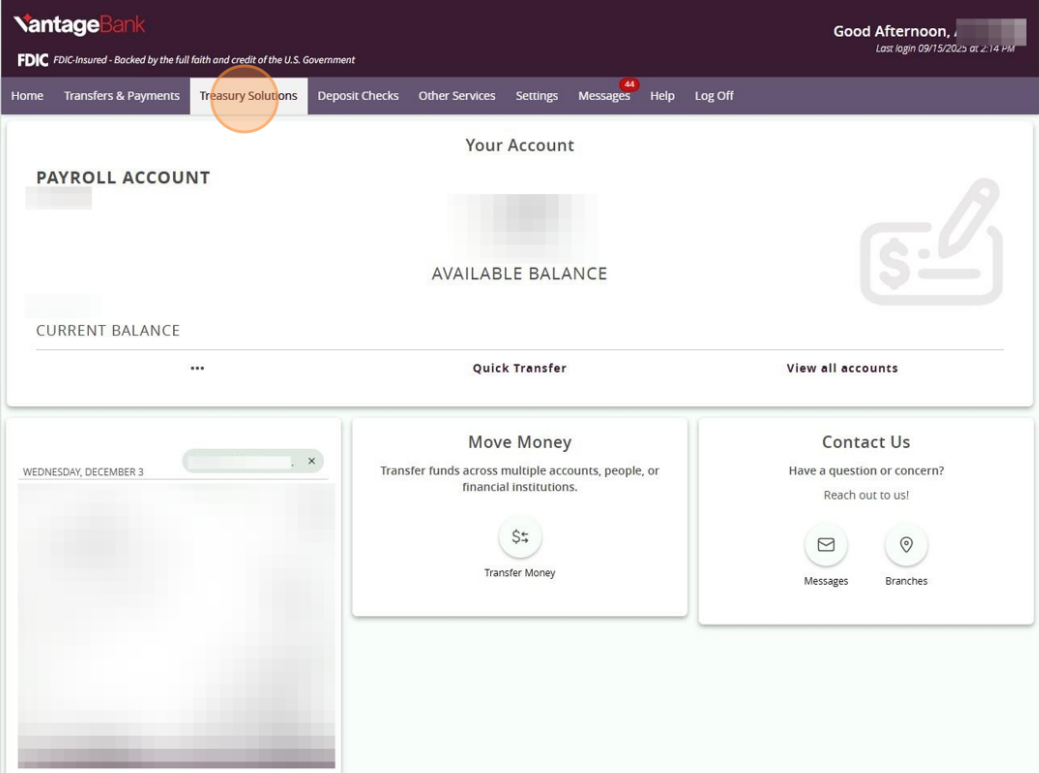 VantageBank
Good Afternoon,
Last login 09/15/2025 at 2:14 PM
FDIC FDIC-Insured - Backed by the full faith and credit of the U.S. Government
Home Transfers & Payments Treasury Solutions Deposit Checks Other Services Settings Messages 44 Help Log Off
Your Account
PAYROLL ACCOUNT
AVAILABLE BALANCE
CURRENT BALANCE
... Quick Transfer View all accounts
WEDNESDAY, DECEMBER 3
Move Money
Transfer funds across multiple accounts, people, or
financial institutions.
Transfer Money
Contact Us
Have a question or concern?
Reach out to us!
Messages Branches